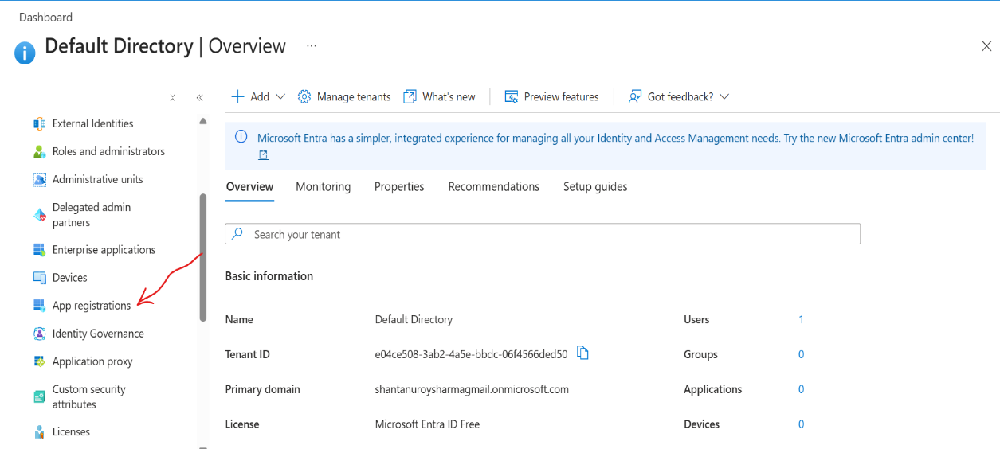 Dashboard
Default Directory | Overview
Add
Manage tenants
What's new
Preview features
Got feedback?
External Identities
Roles and administrators
Administrative units
Delegated admin
partners
Enterprise applications
Devices
App registrations
Identity Governance
Application proxy
Custom security
attributes
Licenses
Microsoft Entra has a simpler, integrated experience for managing all your Identity and Access Management needs. Try the new Microsoft Entra admin center!
Overview
Monitoring
Properties
Recommendations
Setup guides
Search your tenant
Basic information
Name
Default Directory
Users
1
Tenant ID
e04ce508-3ab2-4a5e-bbdc-06f4566ded50
Groups
0
Primary domain
shantanuroysharmagmail.onmicrosoft.com
Applications
0
License
Microsoft Entra ID Free
Devices
0